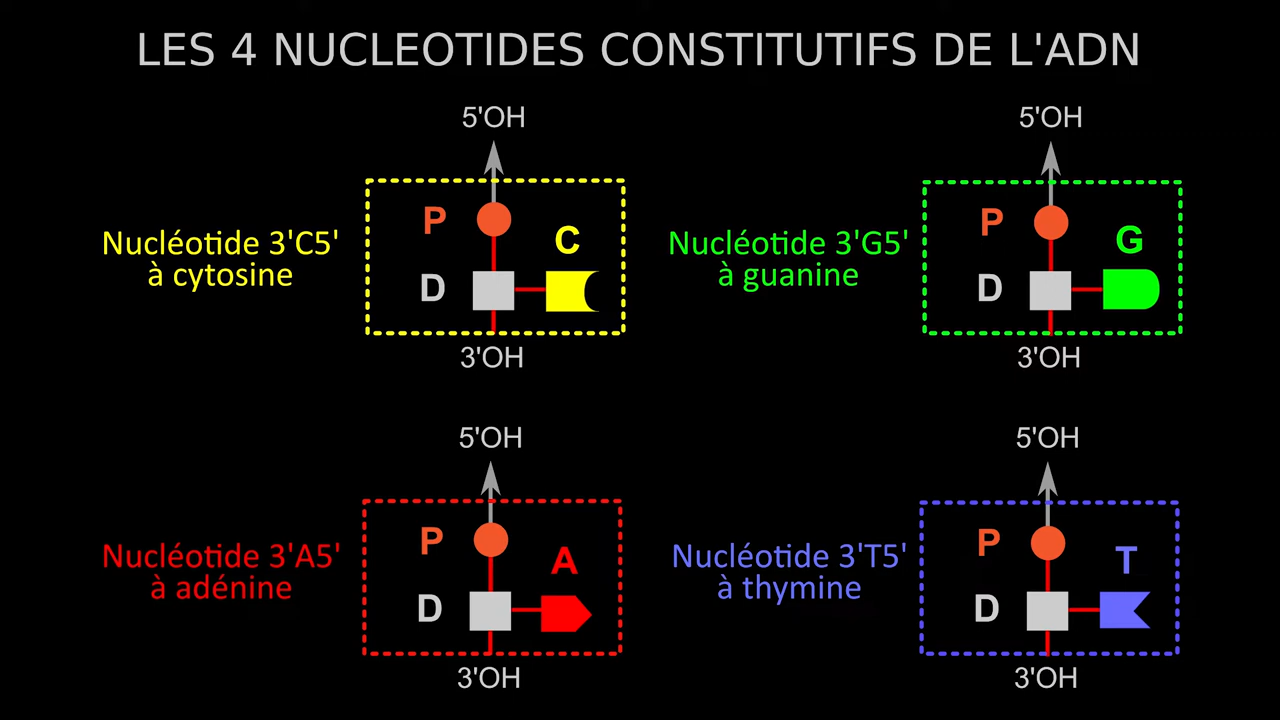 LES 4 NUCLEOTIDES CONSTITUTIFS DE L'ADN
5'OH
Nucléotide 3'C5'
à cytosine
P
C
D
3'OH
5'OH
Nucléotide 3'G5'
à guanine
P
G
D
3'OH
5'OH
Nucléotide 3'A5'
à adénine
P
A
D
3'OH
5'OH
Nucléotide 3'T5'
à thymine
P
T
D
3'OH